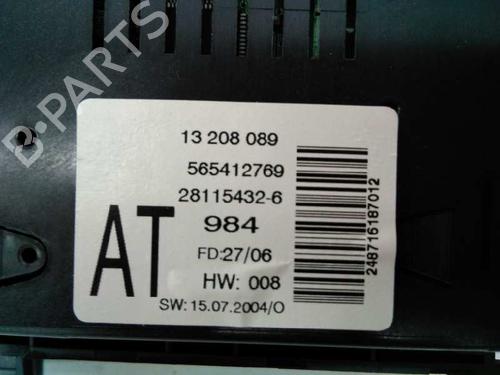 B-PARTS
13 208 089
565412769
28115432-6
984
AT
FD:27/06
HW: 008
SW: 15.07.2004/O
248716187012